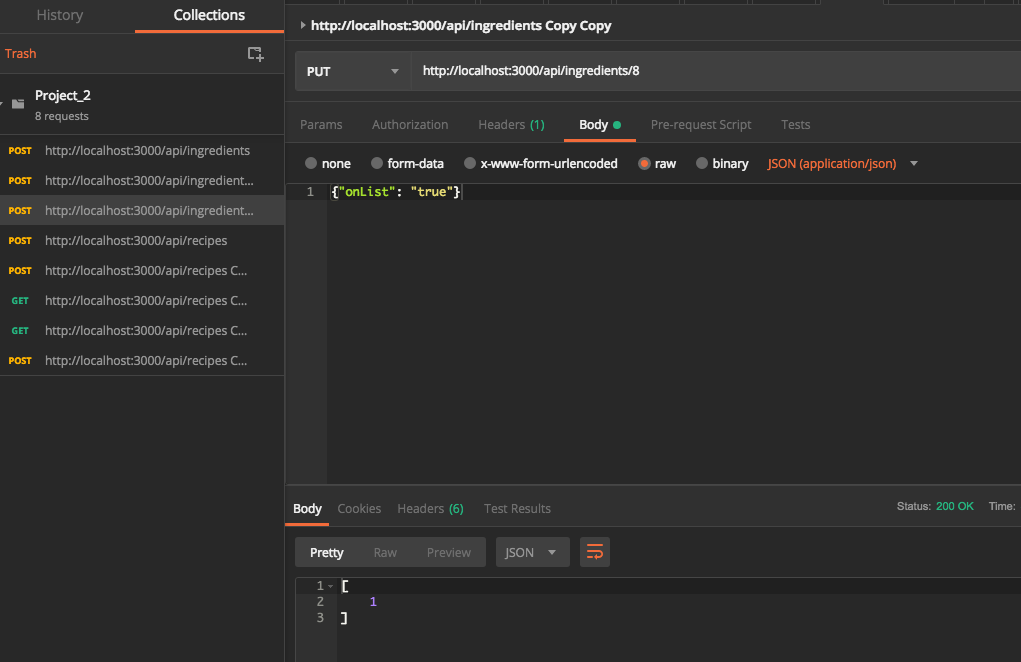 History Collections
Trash
Project_2
8 requests
POST http://localhost:3000/api/ingredients
POST http://localhost:3000/api/ingredient...
POST http://localhost:3000/api/ingredient...
POST http://localhost:3000/api/recipes
POST http://localhost:3000/api/recipes C...
GET http://localhost:3000/api/recipes C...
GET http://localhost:3000/api/recipes C...
POST http://localhost:3000/api/recipes C...
http://localhost:3000/api/ingredients Copy Copy
PUT http://localhost:3000/api/ingredients/8
Params Authorization Headers (1) Body Pre-request Script Tests
none form-data x-www-form-urlencoded raw binary JSON (application/json)
1 {"onList": "true"}
Body Cookies Headers (6) Test Results Status: 200 OK Time:
Pretty Raw Preview JSON
1 [
2 1
3 ]